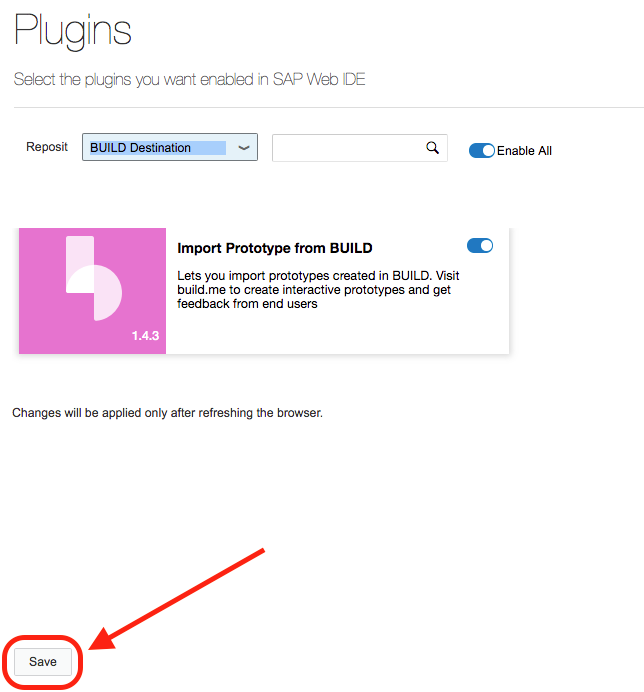 Plugins
Select the plugins you want enabled in SAP Web IDE
Reposit BUILD Destination Enable All
Import Prototype from BUILD
Lets you import prototypes created in BUILD. Visit
build.me to create interactive prototypes and get
feedback from end users
1.4.3
Changes will be applied only after refreshing the browser.
Save